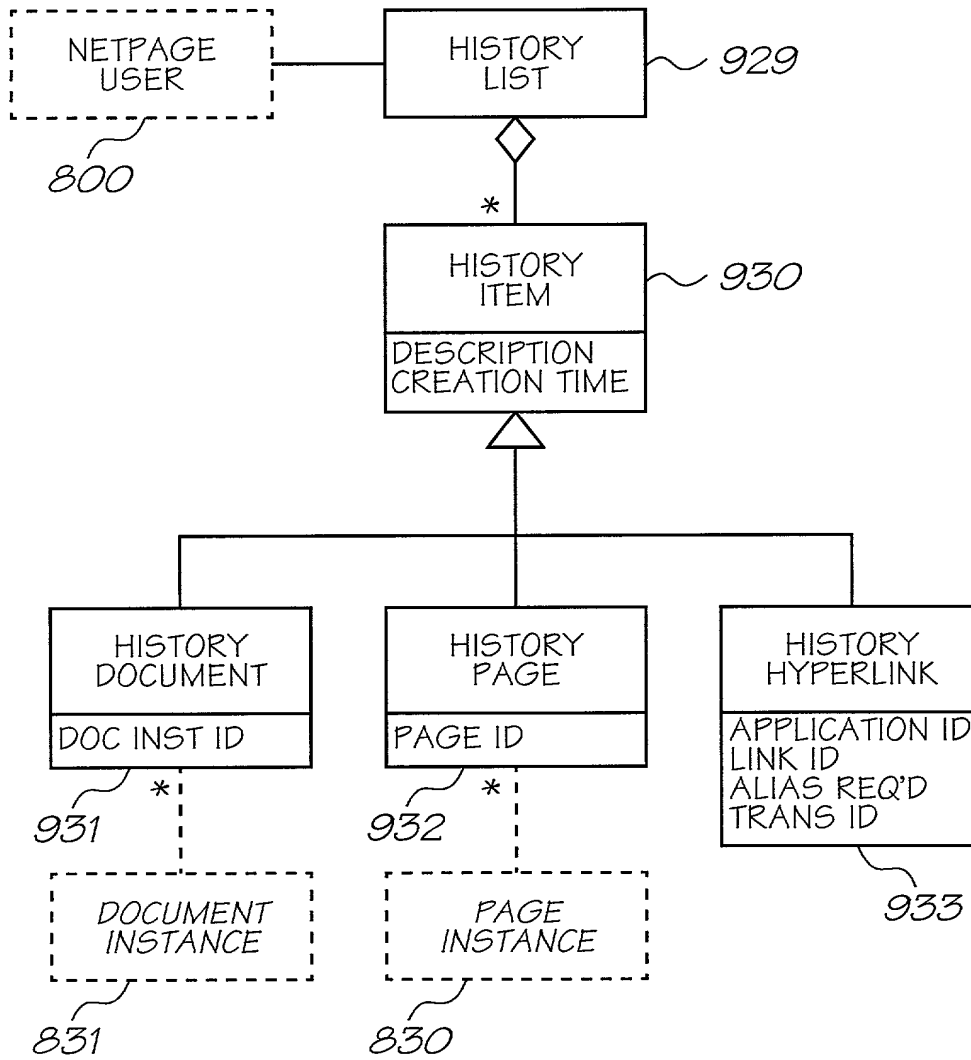 NETPAGE
USER
800
HISTORY
LIST
929
*
HISTORY
ITEM
930
DESCRIPTION
CREATION TIME
HISTORY
DOCUMENT
DOC INST ID
931
*
HISTORY
PAGE
PAGE ID
932
*
HISTORY
HYPERLINK
APPLICATION ID
LINK ID
ALIAS REQ'D
TRANS ID
933
DOCUMENT
INSTANCE
831
PAGE
INSTANCE
830